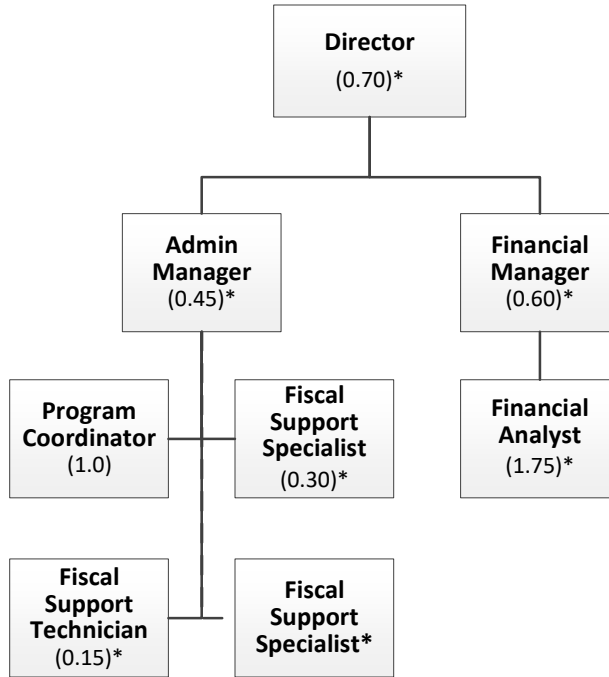 Director
(0.70)*
Admin
Manager
(0.45)*
Financial
Manager
(0.60)*
Program
Coordinator
(1.0)
Fiscal
Support
Specialist
(0.30)*
Financial
Analyst
(1.75)*
Fiscal
Support
Technician
(0.15)*
Fiscal
Support
Specialist*